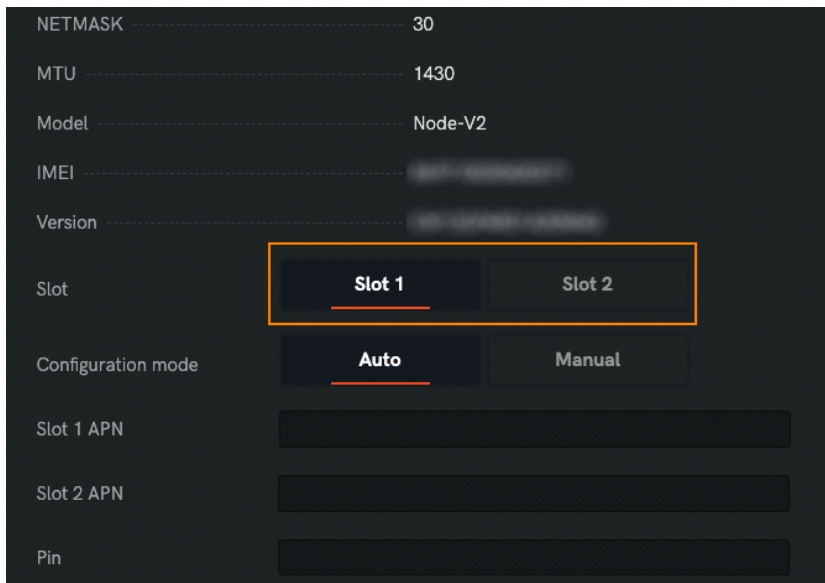 NETMASK 30
MTU 1430
Model Node-V2
IMEI
Version
Slot Slot 1 Slot 2
Configuration mode Auto Manual
Slot 1 APN
Slot 2 APN
Pin